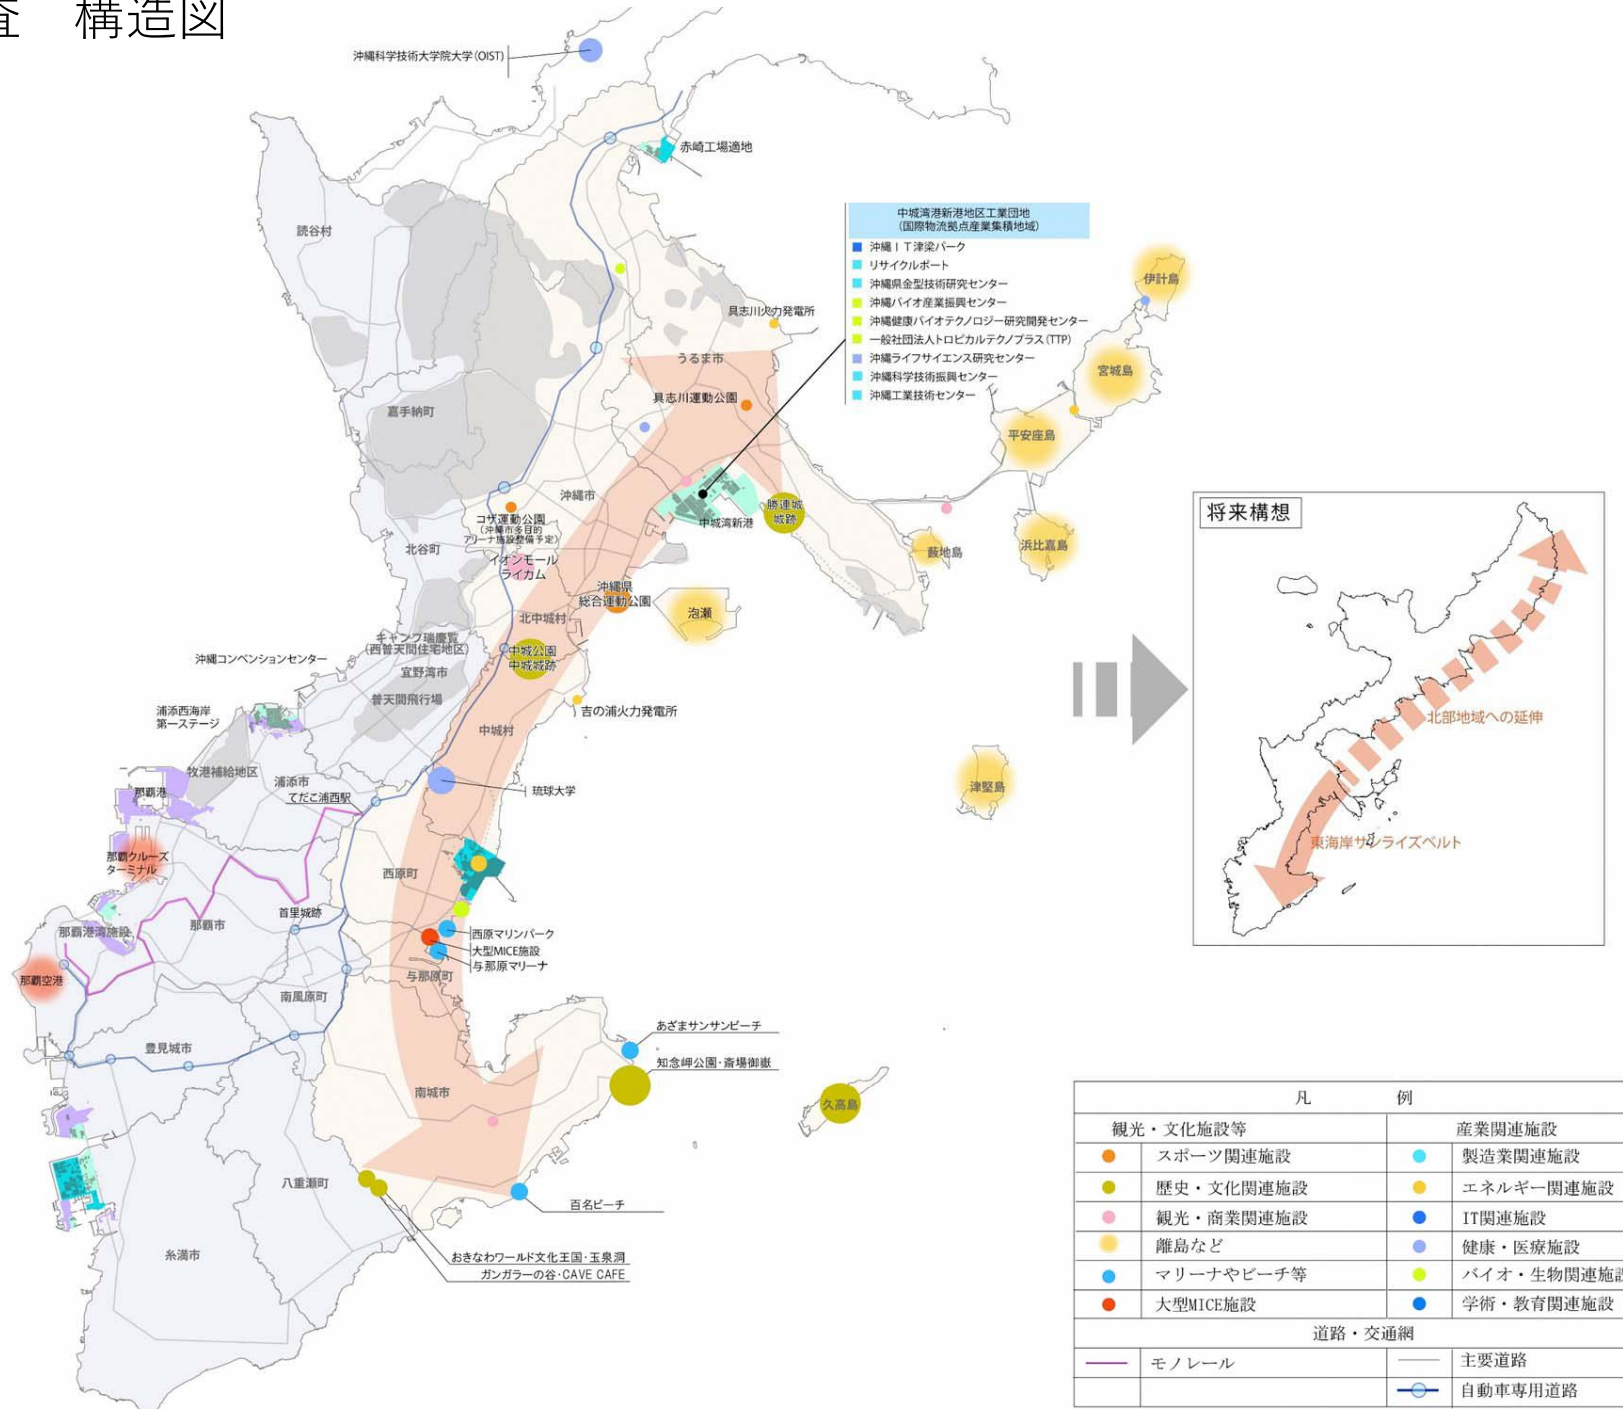 査　構造図
沖縄科学技術大学院大学(OIST)
赤崎工場適地
読谷村
中城湾港新港地区工業団地
(国際物流拠点産業集積地域)
沖縄ＩＴ津梁パーク
リサイクルポート
沖縄県金型技術研究センター
沖縄バイオ産業振興センター
沖縄健康バイオテクノロジー研究開発センター
一般社団法人トロピカルテクノプラス(TTP)
沖縄ライフサイエンス研究センター
沖縄科学技術振興センター
沖縄工業技術センター
伊計島
具志川火力発電所
うるま市
宮城島
具志川運動公園
嘉手納町
平安座島
沖縄市
勝連城
城跡
中城湾新港
コザ運動公園
(沖縄市多目的
アリーナ施設整備予定)
北谷町
イオンモール
ライカム
藪地島
浜比嘉島
沖縄県
総合運動公園
泡瀬
北中城村
キャンプ瑞慶覧
(西普天間住宅地区)
中城公園
中城城跡
沖縄コンベンションセンター
宜野湾市
普天間飛行場
吉の浦火力発電所
浦添西海岸
第一ステージ
中城村
牧港補給地区
浦添市
てだこ浦西駅
琉球大学
津堅島
那覇港
那覇クルーズ
ターミナル
西原町
首里城跡
那覇市
那覇港湾施設
西原マリンパーク
大型MICE施設
与那原マリーナ
与那原町
那覇空港
南風原町
あざまサンサンビーチ
豊見城市
知念岬公園･斎場御嶽
南城市
久高島
八重瀬町
百名ビーチ
糸満市
おきなわワールド文化王国･玉泉洞
ガンガラーの谷･CAVE CAFE
将来構想
北部地域への延伸
東海岸サンライズベルト
凡　例
観光・文化施設等　産業関連施設
スポーツ関連施設　製造業関連施設
歴史・文化関連施設　エネルギー関連施設
観光・商業関連施設　IT関連施設
離島など　健康・医療施設
マリーナやビーチ等　バイオ・生物関連施設
大型MICE施設　学術・教育関連施設
道路・交通網
モノレール　主要道路
自動車専用道路